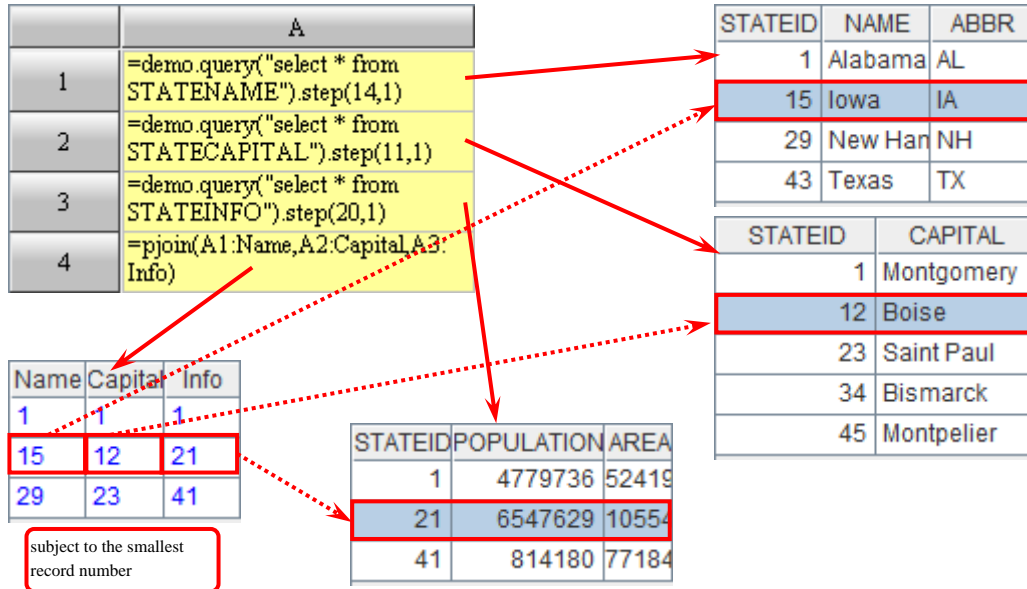 A
1
=demo.query("select * from
STATENAME").step(14,1)
2
=demo.query("select * from
STATECAPITAL").step(11,1)
3
=demo.query("select * from
STATEINFO").step(20,1)
4
=pjoin(A1:Name,A2:Capital,A3:
Info)
STATEID NAME ABBR
1 Alabama AL
15 Iowa IA
29 New Han NH
43 Texas TX
STATEID CAPITAL
1 Montgomery
12 Boise
23 Saint Paul
34 Bismarck
45 Montpelier
Name Capital Info
1 1 1
15 12 21
29 23 41
subject to the smallest
record number
STATEID POPULATION AREA
1 4779736 52419
21 6547629 10554
41 814180 77184